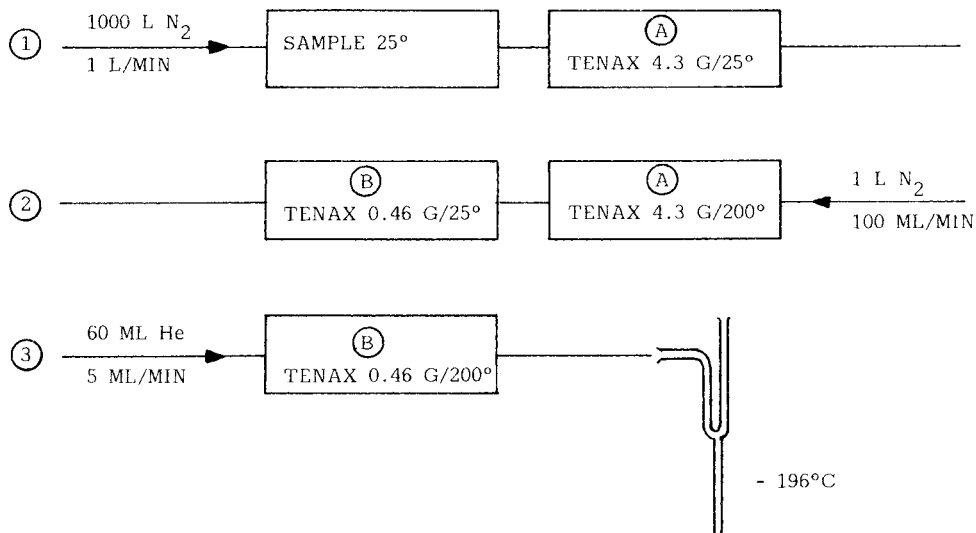 1
1000 L N2
1 L/MIN
SAMPLE 25°
A
TENAX 4.3 G/25°
2
B
TENAX 0.46 G/25°
A
TENAX 4.3 G/200°
1 L N2
100 ML/MIN
3
60 ML He
5 ML/MIN
B
TENAX 0.46 G/200°
- 196°C